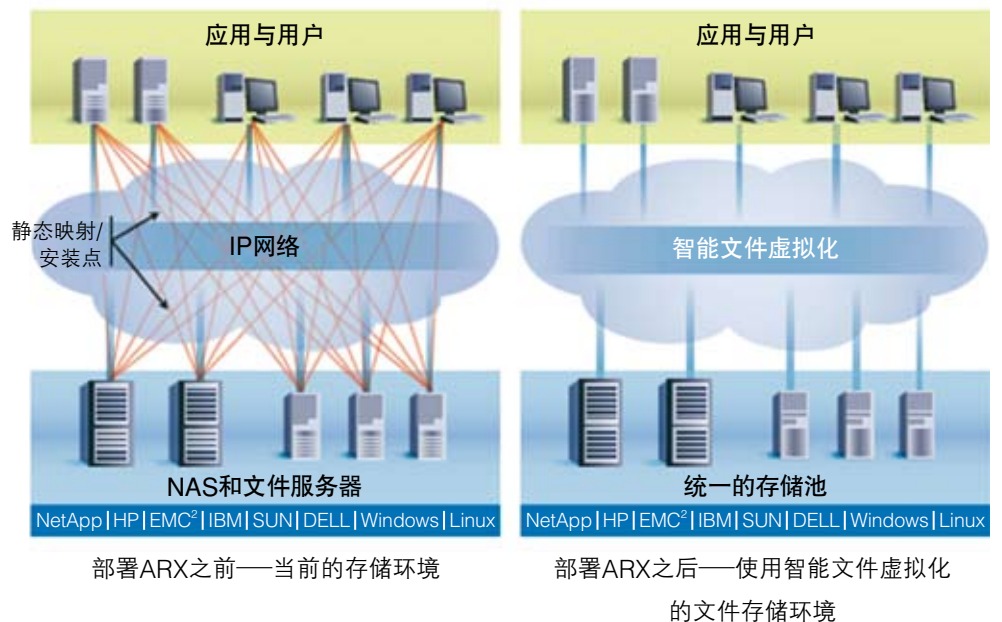 应用与用户
静态映射/
安装点
IP网络
NAS和文件服务器
NetApp|HP|EMC²|IBM|SUN|DELL|Windows|Linux
部署ARX之前——当前的存储环境
应用与用户
智能文件虚拟化
统一的存储池
NetApp|HP|EMC²|IBM|SUN|DELL|Windows|Linux
部署ARX之后——使用智能文件虚拟化
的文件存储环境